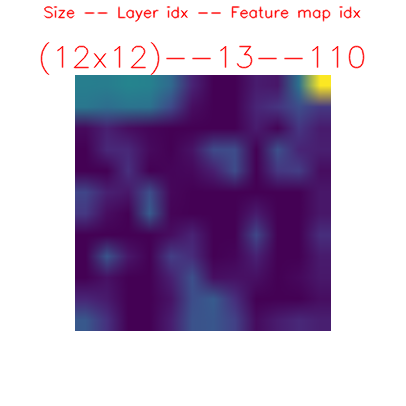 Size -- Layer idx -- Feature map idx
(12x12)--13--110